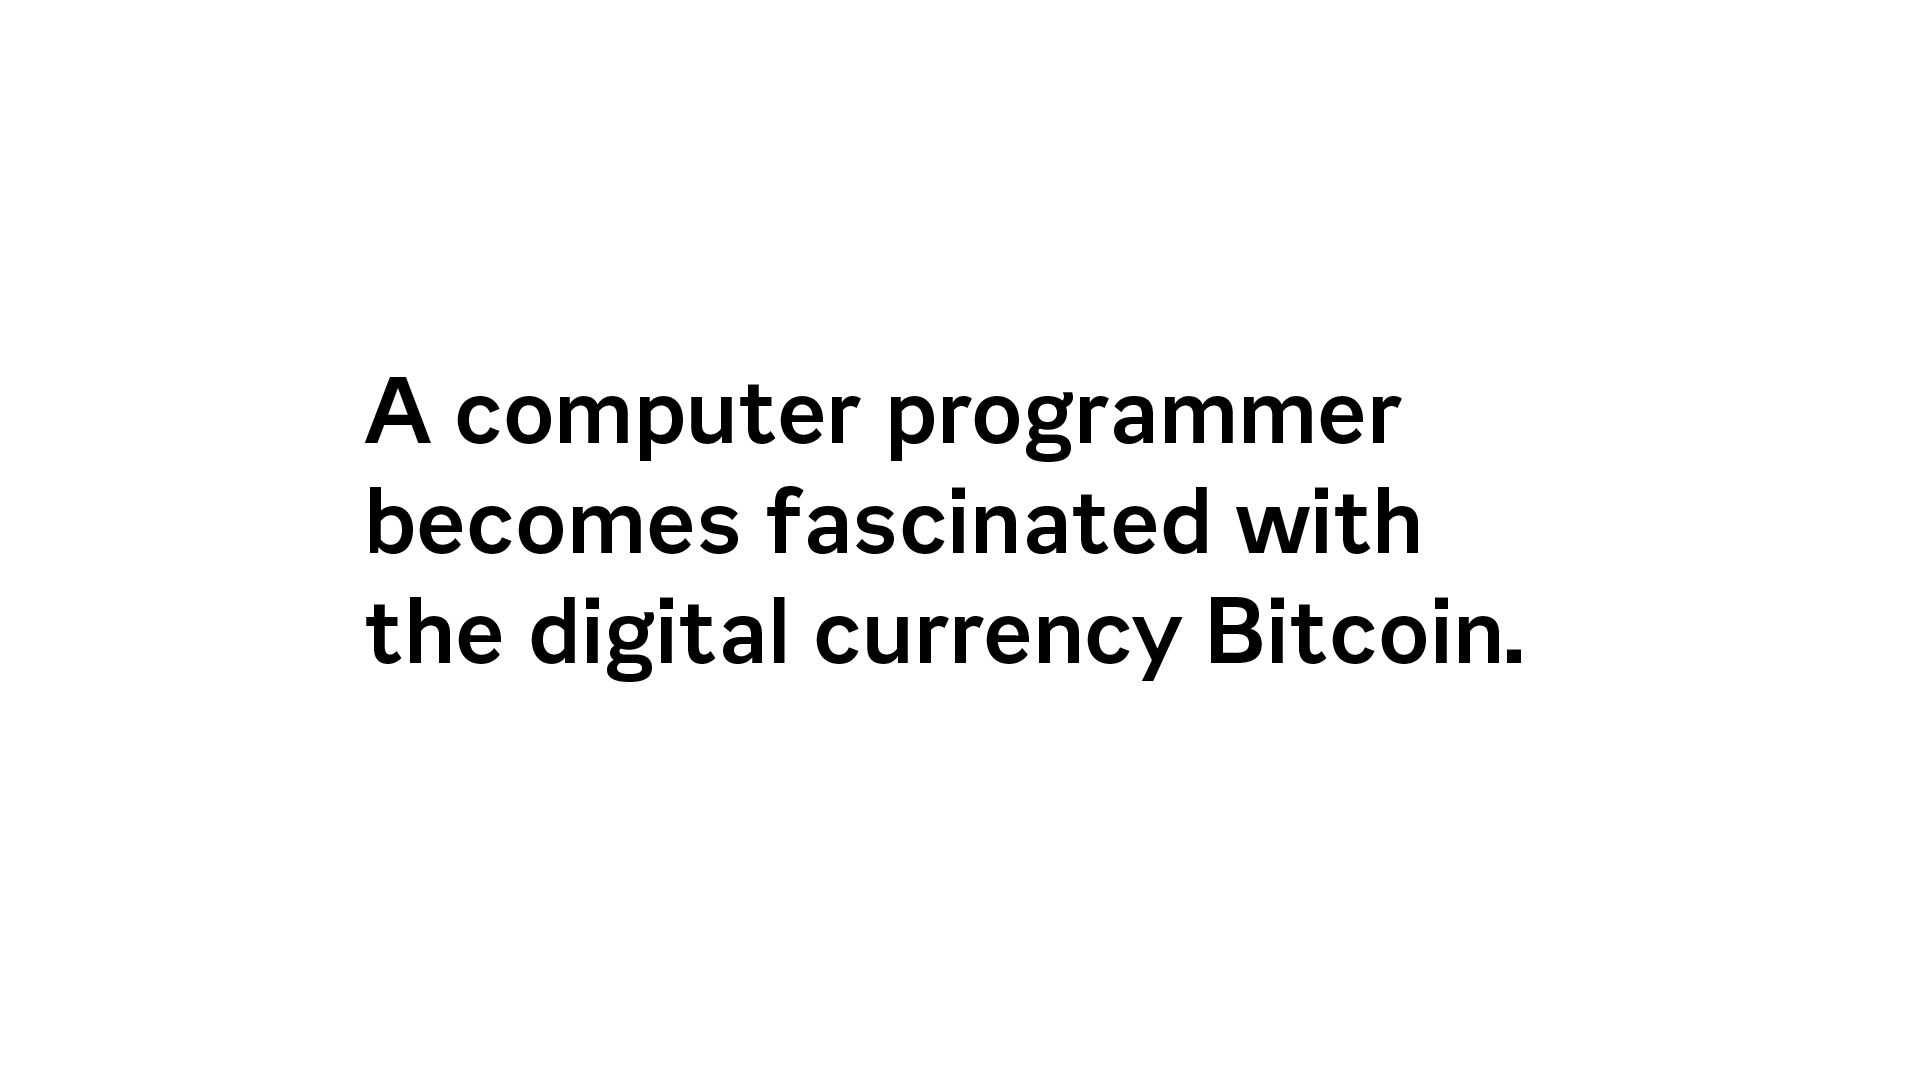 A computer programmer
becomes fascinated with
the digital currency Bitcoin.